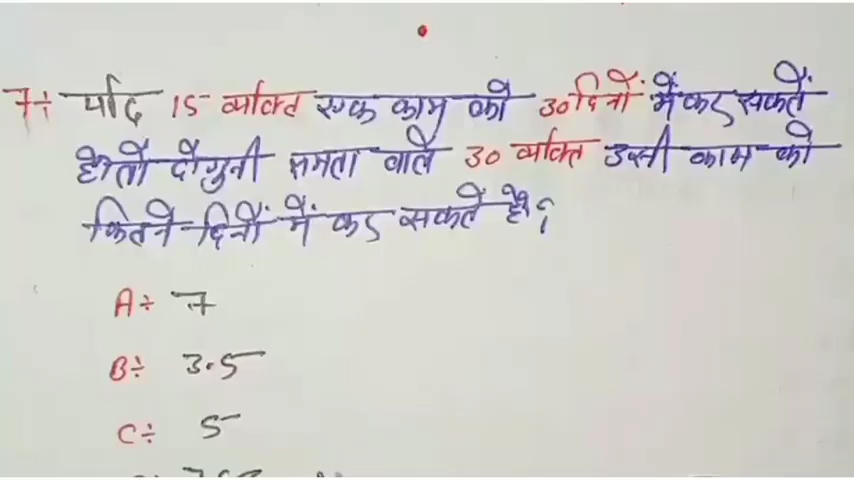 7÷ यदि 15 व्यक्ति एक काम को 30 दिनों में कर सकते
है तो दौगुनी क्षमता वाले 30 व्यक्ति उसी काम को
कितने दिनों में कर सकते है?
A÷ 7
B÷ 3.5
C÷ 5